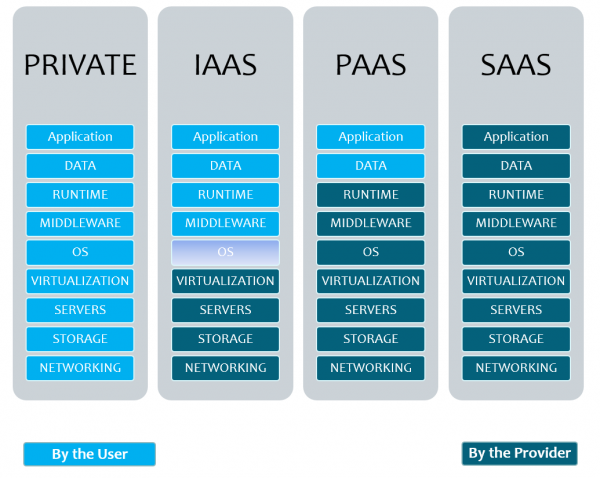 PRIVATE
Application
DATA
RUNTIME
MIDDLEWARE
OS
VIRTUALIZATION
SERVERS
STORAGE
NETWORKING
IAAS
Application
DATA
RUNTIME
MIDDLEWARE
OS
VIRTUALIZATION
SERVERS
STORAGE
NETWORKING
PAAS
Application
DATA
RUNTIME
MIDDLEWARE
OS
VIRTUALIZATION
SERVERS
STORAGE
NETWORKING
SAAS
Application
DATA
RUNTIME
MIDDLEWARE
OS
VIRTUALIZATION
SERVERS
STORAGE
NETWORKING
By the User
By the Provider